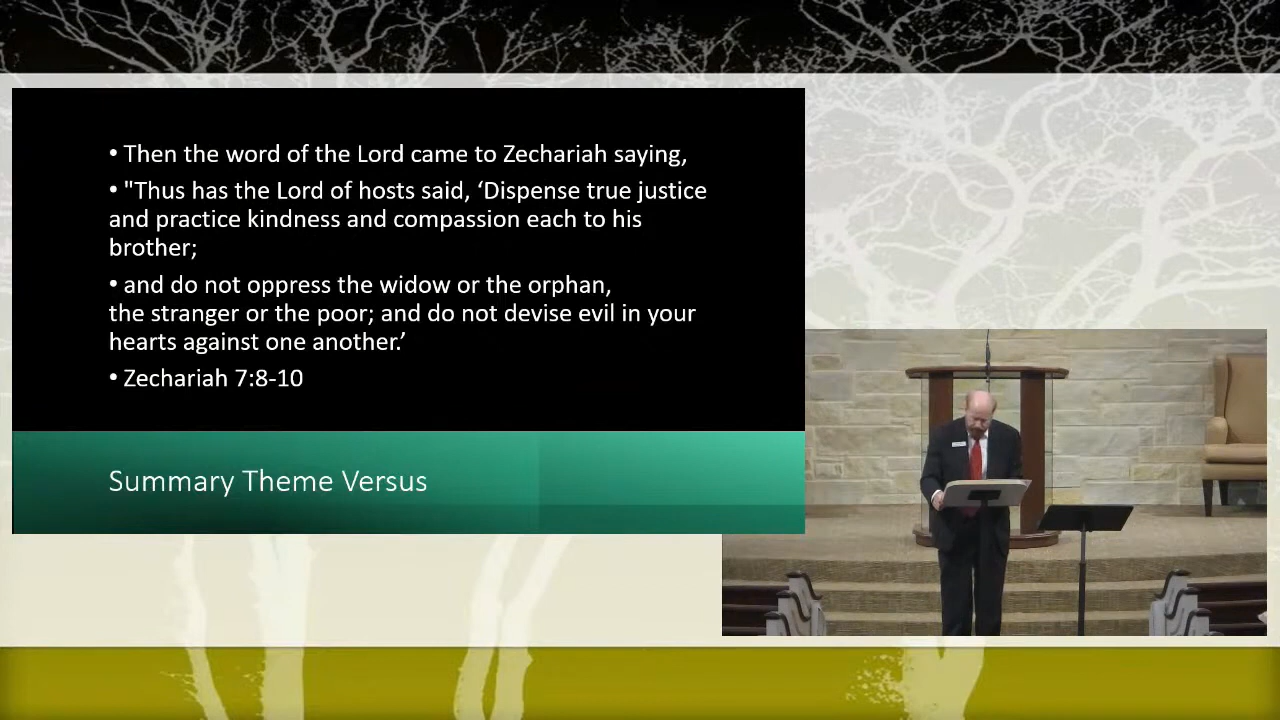 • Then the word of the Lord came to Zechariah saying,
• "Thus has the Lord of hosts said, ‘Dispense true justice
and practice kindness and compassion each to his
brother;
• and do not oppress the widow or the orphan,
the stranger or the poor; and do not devise evil in your
hearts against one another.’
• Zechariah 7:8-10
Summary Theme Versus